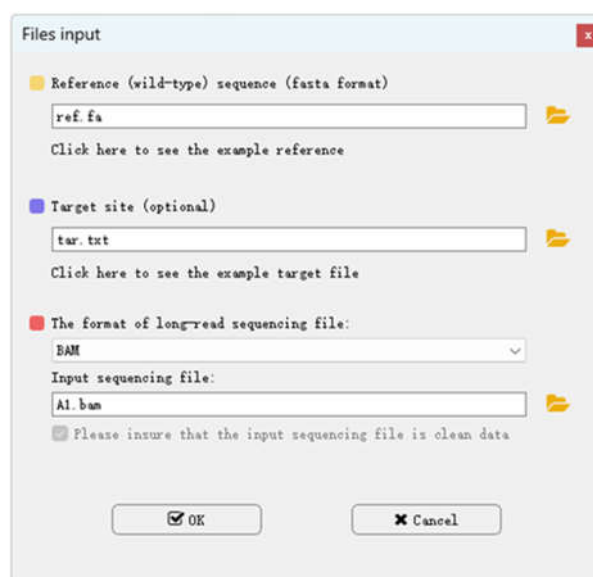 Files input
x
Reference (wild-type) sequence (fasta format)
ref.fa
Click here to see the example reference
Target site (optional)
tar.txt
Click here to see the example target file
The format of long-read sequencing file:
BAM
Input sequencing file:
A1.bam
Please insure that the input sequencing file is clean data
OK
Cancel